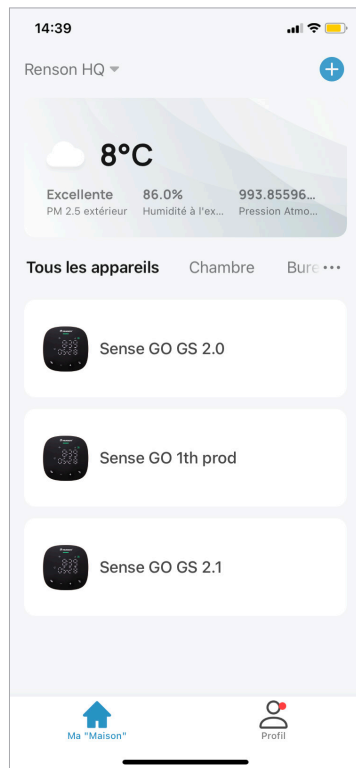 14:39
Renson HQ
8°C
Excellente 86.0% 993.85596...
PM 2.5 extérieur Humidité à l'ex... Pression Atmo...
Tous les appareils Chambre Bure ...
Sense GO GS 2.0
Sense GO 1th prod
Sense GO GS 2.1
Ma "Maison" Profil